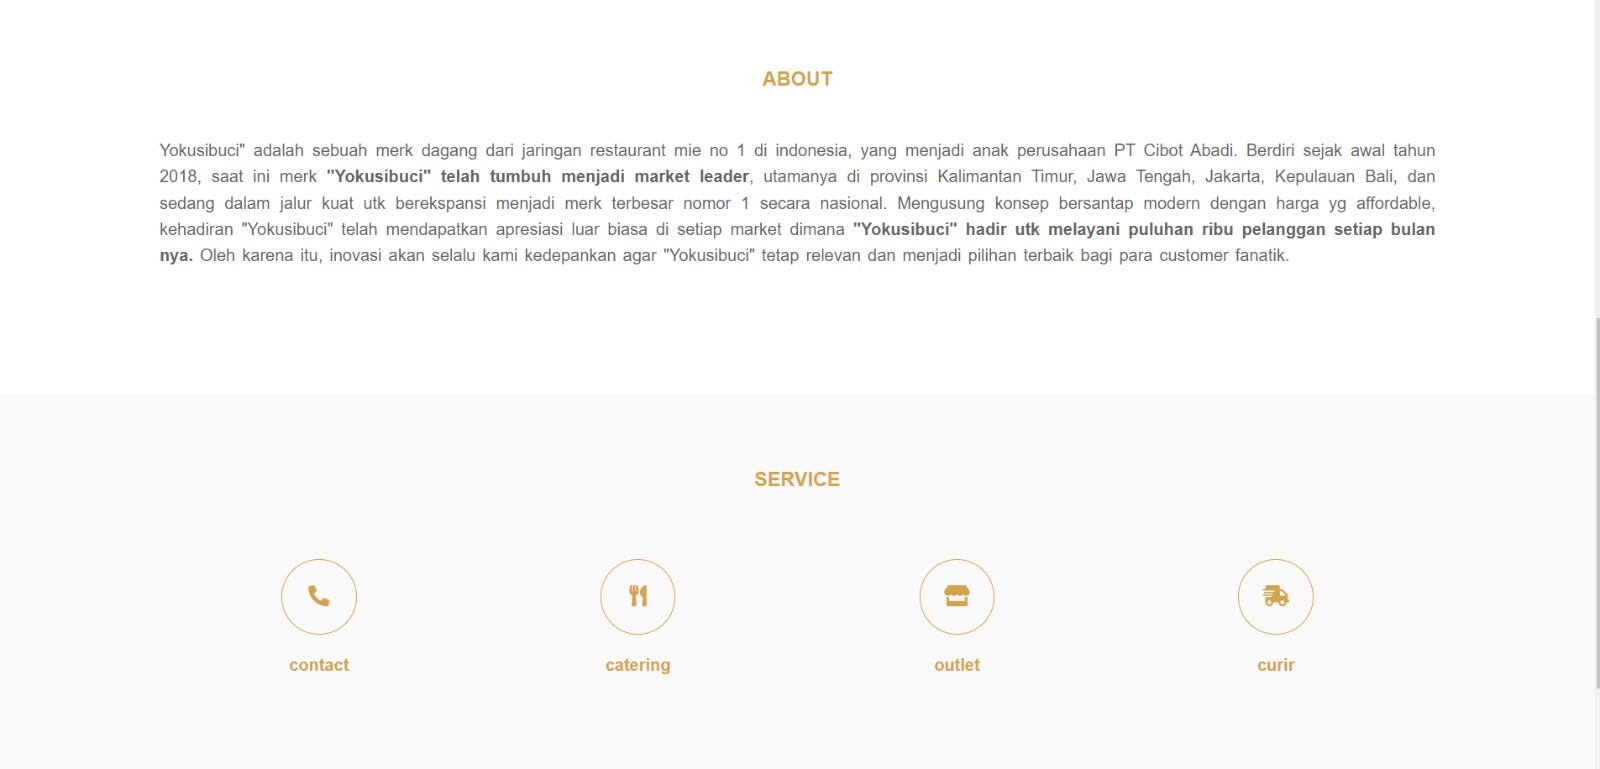 ABOUT
Yokusibuci" adalah sebuah merk dagang dari jaringan restaurant mie no 1 di indonesia, yang menjadi anak perusahaan PT Cibot Abadi. Berdiri sejak awal tahun
2018, saat ini merk "Yokusibuci" telah tumbuh menjadi market leader, utamanya di provinsi Kalimantan Timur, Jawa Tengah, Jakarta, Kepulauan Bali, dan
sedang dalam jalur kuat utk berekspansi menjadi merk terbesar nomor 1 secara nasional. Mengusung konsep bersantap modern dengan harga yg affordable,
kehadiran "Yokusibuci" telah mendapatkan apresiasi luar biasa di setiap market dimana "Yokusibuci" hadir utk melayani puluhan ribu pelanggan setiap bulan
nya. Oleh karena itu, inovasi akan selalu kami kedepankan agar "Yokusibuci" tetap relevan dan menjadi pilihan terbaik bagi para customer fanatik.
SERVICE
contact
catering
outlet
curir